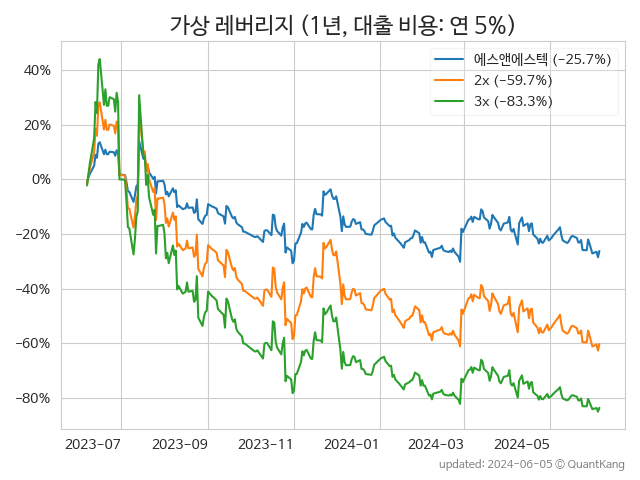 가상 레버리지 (1년, 대출 비용: 연 5%)
에스앤에스텍 (−25.7%)
2x (−59.7%)
3x (−83.3%)
40%
20%
0%
−20%
−40%
−60%
−80%
2023-07 2023-09 2023-11 2024-01 2024-03 2024-05
updated: 2024-06-05 © QuantKang